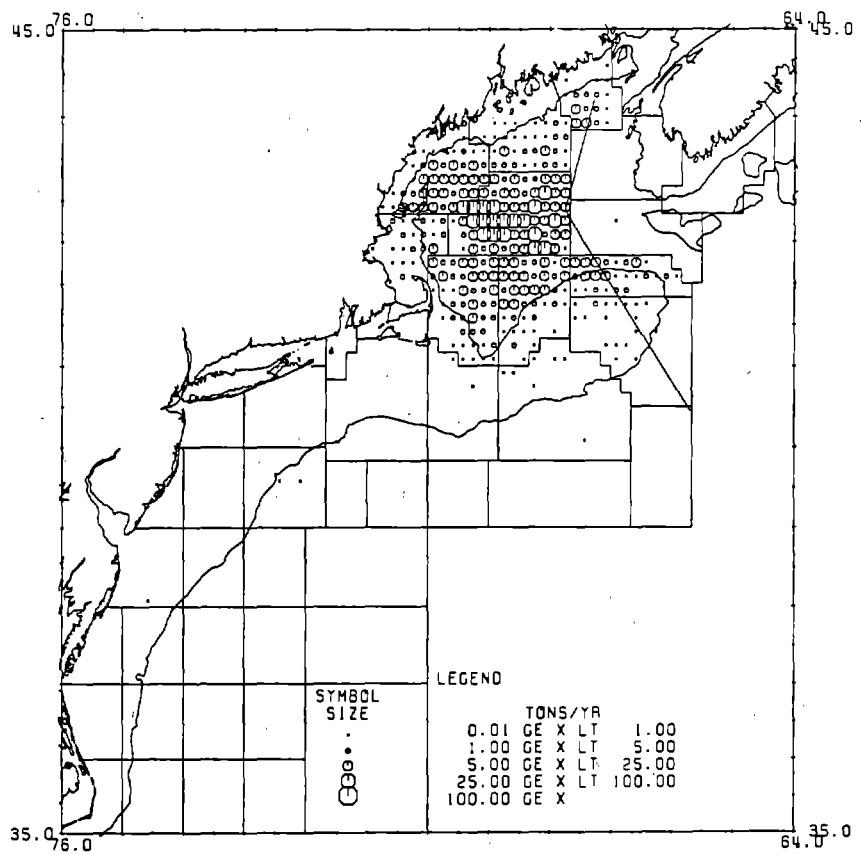 76.0 64.0
45.0 45.0
LEGEND
SYMBOL SIZE
TONS/YR
0.01 GE X LT 1.00
1.00 GE X LT 5.00
5.00 GE X LT 25.00
25.00 GE X LT 100.00
100.00 GE X
35.0
76.0 64.0